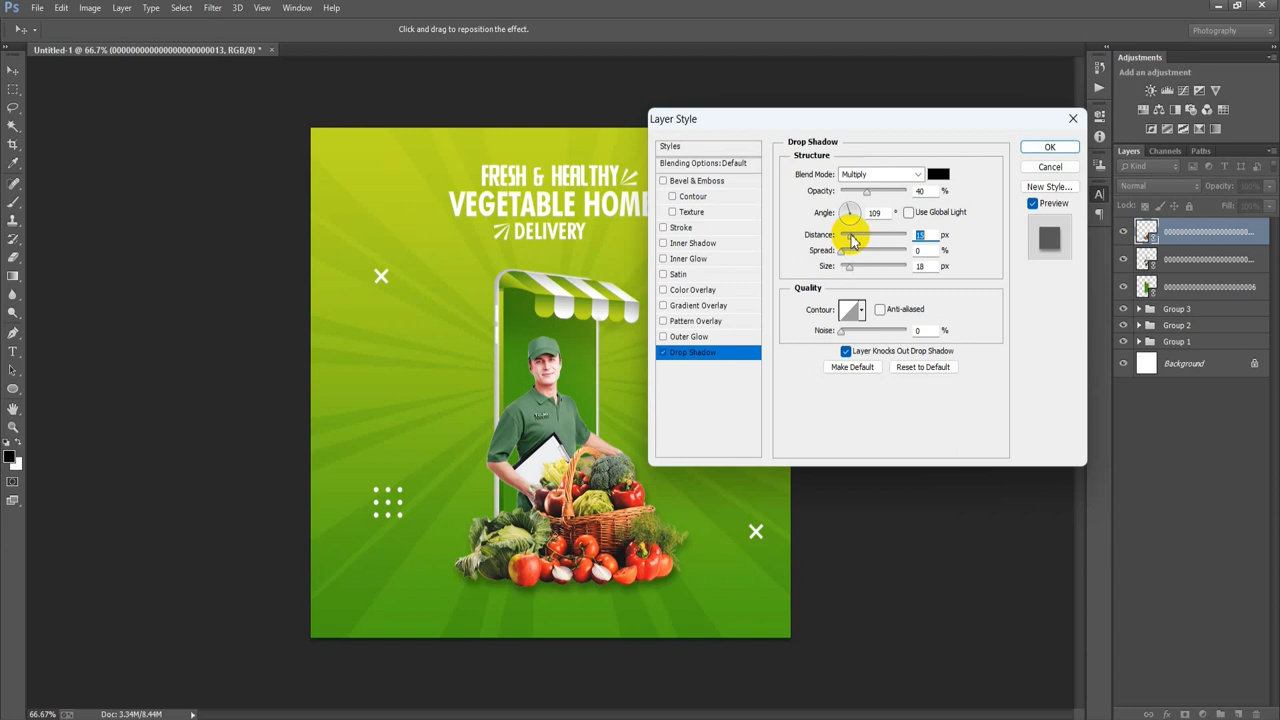 Ps File Edit Image Layer Type Select Filter 3D View Window Help
Click and drag to reposition the effect.
Photography
Untitled-1 @ 66.7% (0000000000000000000000013, RGB/8) *
Adjustments
Add an adjustment
Layers Channels Paths
Kind
Normal Opacity:
Lock: Fill:
000000000000000000000...
000000000000000000000...
00000000000000000000006
Group 3
Group 2
Group 1
Background
FRESH & HEALTHY
VEGETABLE HOM
DELIVERY
Layer Style
Styles
Blending Options: Default
Bevel & Emboss
Contour
Texture
Stroke
Inner Shadow
Inner Glow
Satin
Color Overlay
Gradient Overlay
Pattern Overlay
Outer Glow
Drop Shadow
Drop Shadow
Structure
Blend Mode: Multiply
Opacity: 40 %
Angle: 109 ° Use Global Light
Distance: 15 px
Spread: 0 %
Size: 18 px
Quality
Contour: Anti-aliased
Noise: 0 %
Layer Knocks Out Drop Shadow
Make Default Reset to Default
OK
Cancel
New Style...
Preview
66.67% Doc: 3.34M/8.44M